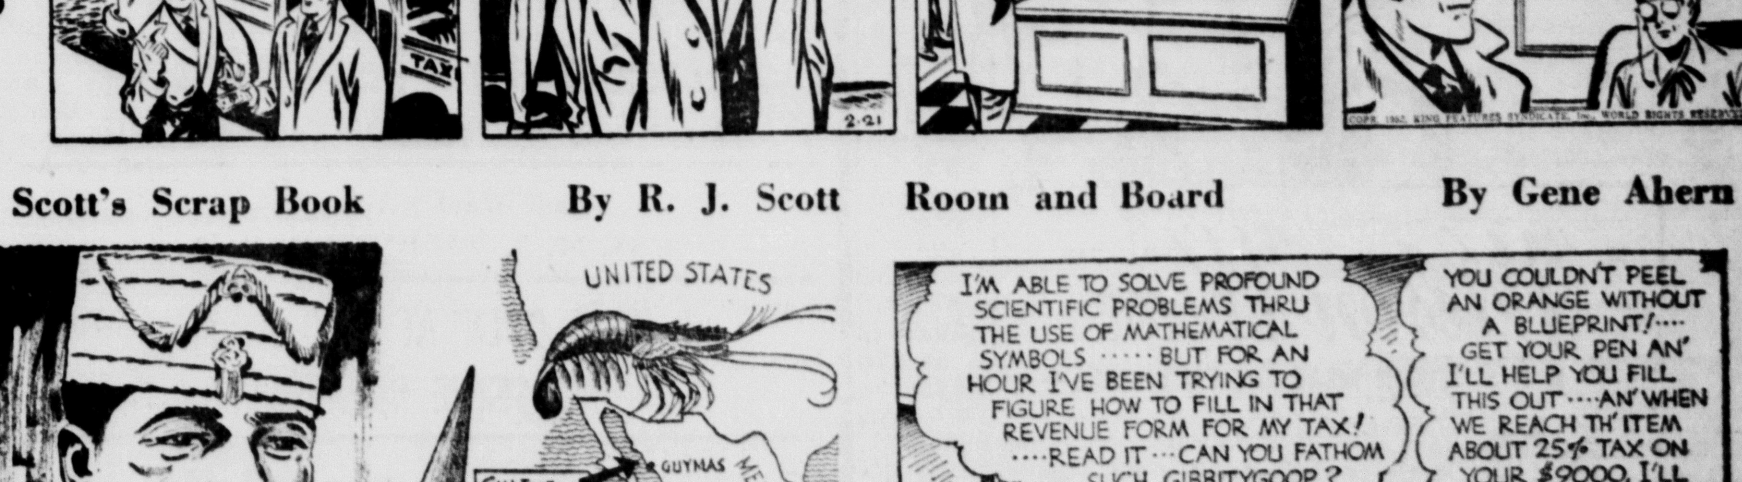 TAXI
2-21
COPR. 1952, KING FEATURES SYNDICATE, Inc., WORLD RIGHTS RESERVED
Scott's Scrap Book
By R. J. Scott
Room and Board
By Gene Ahern
UNITED STATES
GUYMAS
I'M ABLE TO SOLVE PROFOUND
SCIENTIFIC PROBLEMS THRU
THE USE OF MATHEMATICAL
SYMBOLS ····· BUT FOR AN
HOUR I'VE BEEN TRYING TO
FIGURE HOW TO FILL IN THAT
REVENUE FORM FOR MY TAX!
····READ IT ···CAN YOU FATHOM
SUCH GIBBITYGOOP?
YOU COULDN'T PEEL
AN ORANGE WITHOUT
A BLUEPRINT!····
GET YOUR PEN AN'
I'LL HELP YOU FILL
THIS OUT ····AN' WHEN
WE REACH TH' ITEM
ABOUT 25% TAX ON
YOUR $9000, I'LL